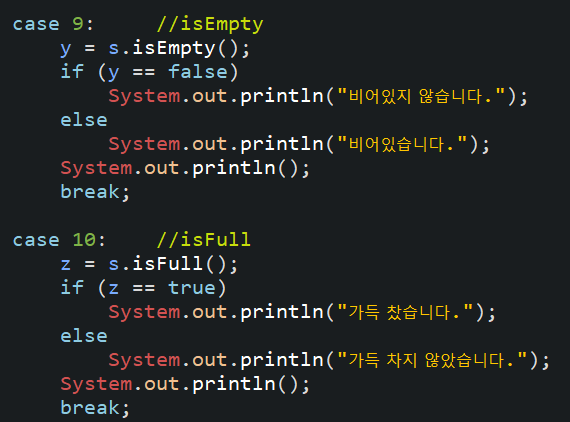 case 9:    //isEmpty
    y = s.isEmpty();
    if (y == false)
        System.out.println("비어있지 않습니다.");
    else
        System.out.println("비어있습니다.");
    System.out.println();
    break;

case 10:    //isFull
    z = s.isFull();
    if (z == true)
        System.out.println("가득 찼습니다.");
    else
        System.out.println("가득 차지 않았습니다.");
    System.out.println();
    break;